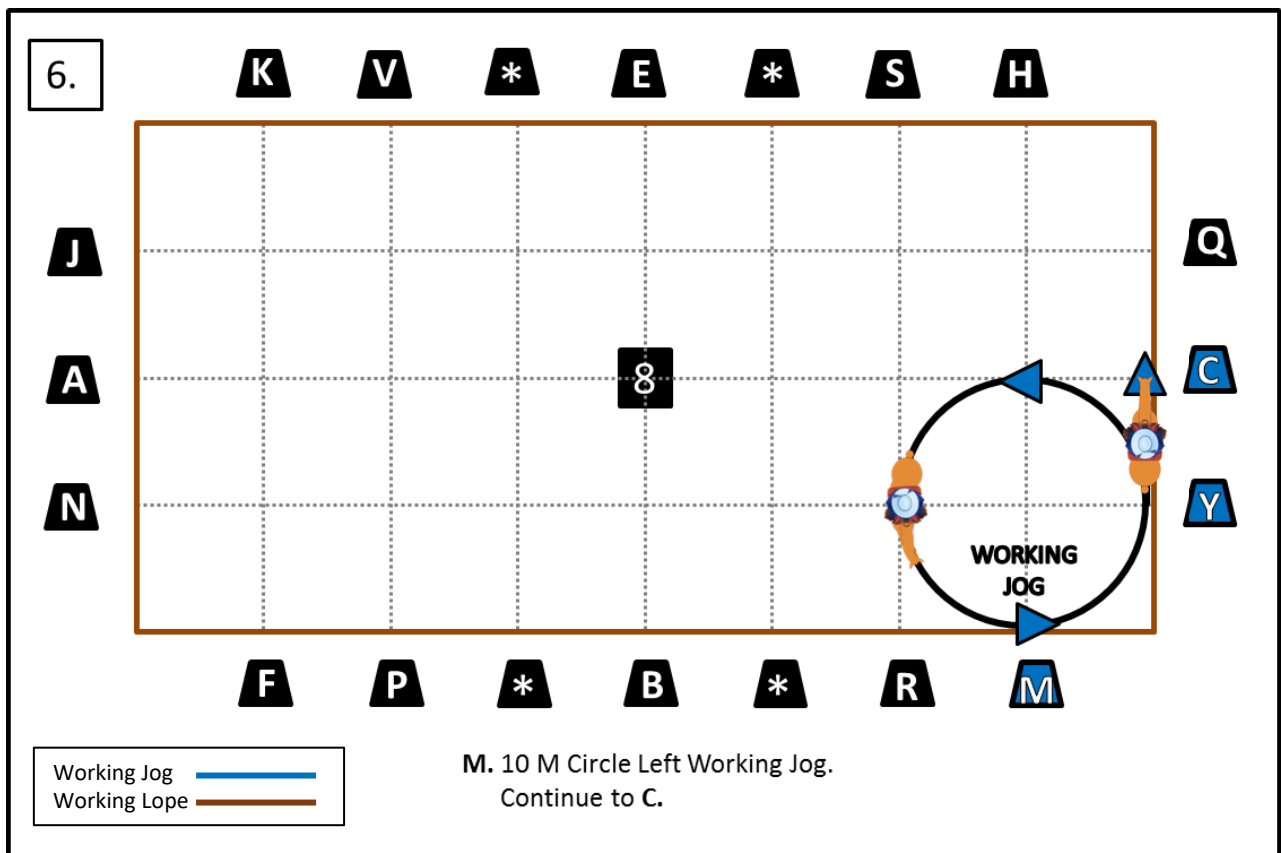 6.
K V * E * S H
J
Q
8
A
C
N
Y
WORKING
JOG
F P * B * R M
Working Jog
Working Lope
M. 10 M Circle Left Working Jog.
Continue to C.